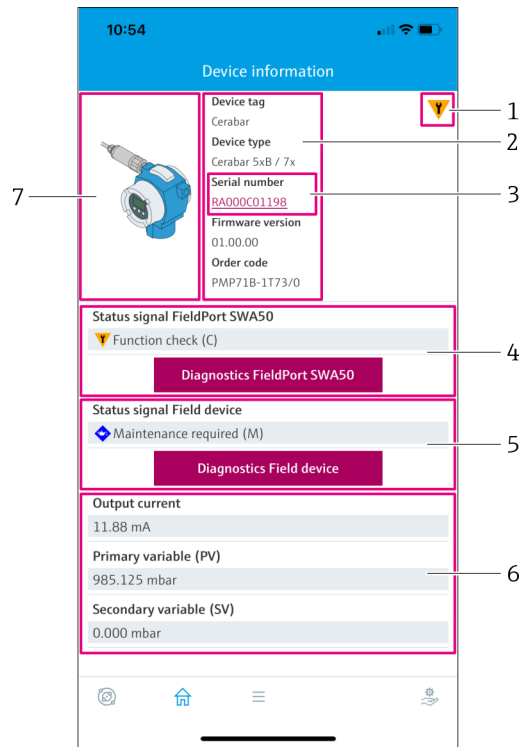 10:54
Device information
Device tag
Cerabar
Device type
Cerabar 5xB / 7x
Serial number
RA000C01198
Firmware version
01.00.00
Order code
PMP71B-1T73/0
1
2
3
7
Status signal FieldPort SWA50
Function check (C)
Diagnostics FieldPort SWA50
4
Status signal Field device
Maintenance required (M)
Diagnostics Field device
5
Output current
11.88 mA
Primary variable (PV)
985.125 mbar
Secondary variable (SV)
0.000 mbar
6